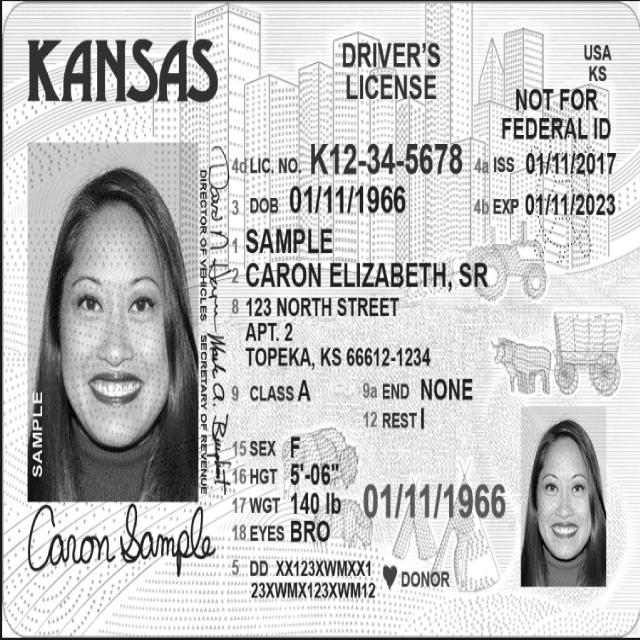 KANSAS
DRIVER'S
LICENSE
USA
KS
NOT FOR
FEDERAL ID
4d LIC. NO. K12-34-5678
4a ISS 01/11/2017
3 DOB 01/11/1966
4b EXP 01/11/2023
1 SAMPLE
2 CARON ELIZABETH, SR
8 123 NORTH STREET
APT. 2
TOPEKA, KS 66612-1234
9 CLASS A
9a END NONE
12 REST I
15 SEX F
16 HGT 5'-06"
17 WGT 140 lb
18 EYES BRO
01/11/1966
5 DD XX123XWMXX1
23XWMX123XWM12
DONOR
SAMPLE
DIRECTOR OF VEHICLES SECRETARY OF REVENUE
Caron Sample